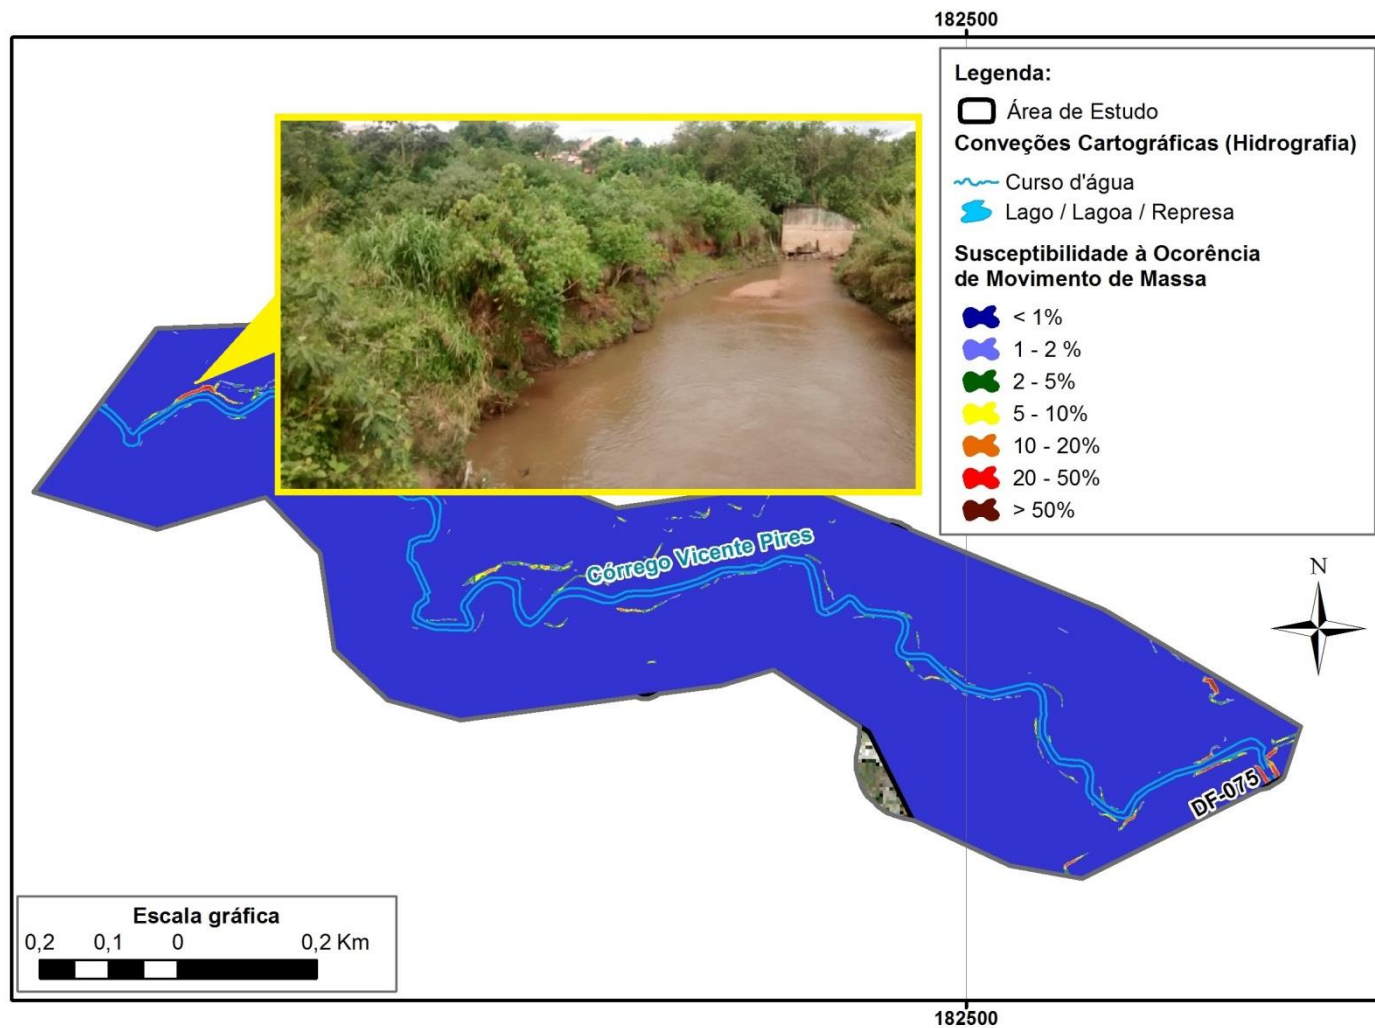 182500
Legenda:
Área de Estudo
Conveções Cartográficas (Hidrografia)
Curso d'água
Lago / Lagoa / Represa
Susceptibilidade à Ocorência
de Movimento de Massa
< 1%
1 - 2 %
2 - 5%
5 - 10%
10 - 20%
20 - 50%
> 50%
Córrego Vicente Pires
N
DF-075
Escala gráfica
0,2 0,1 0 0,2 Km
182500